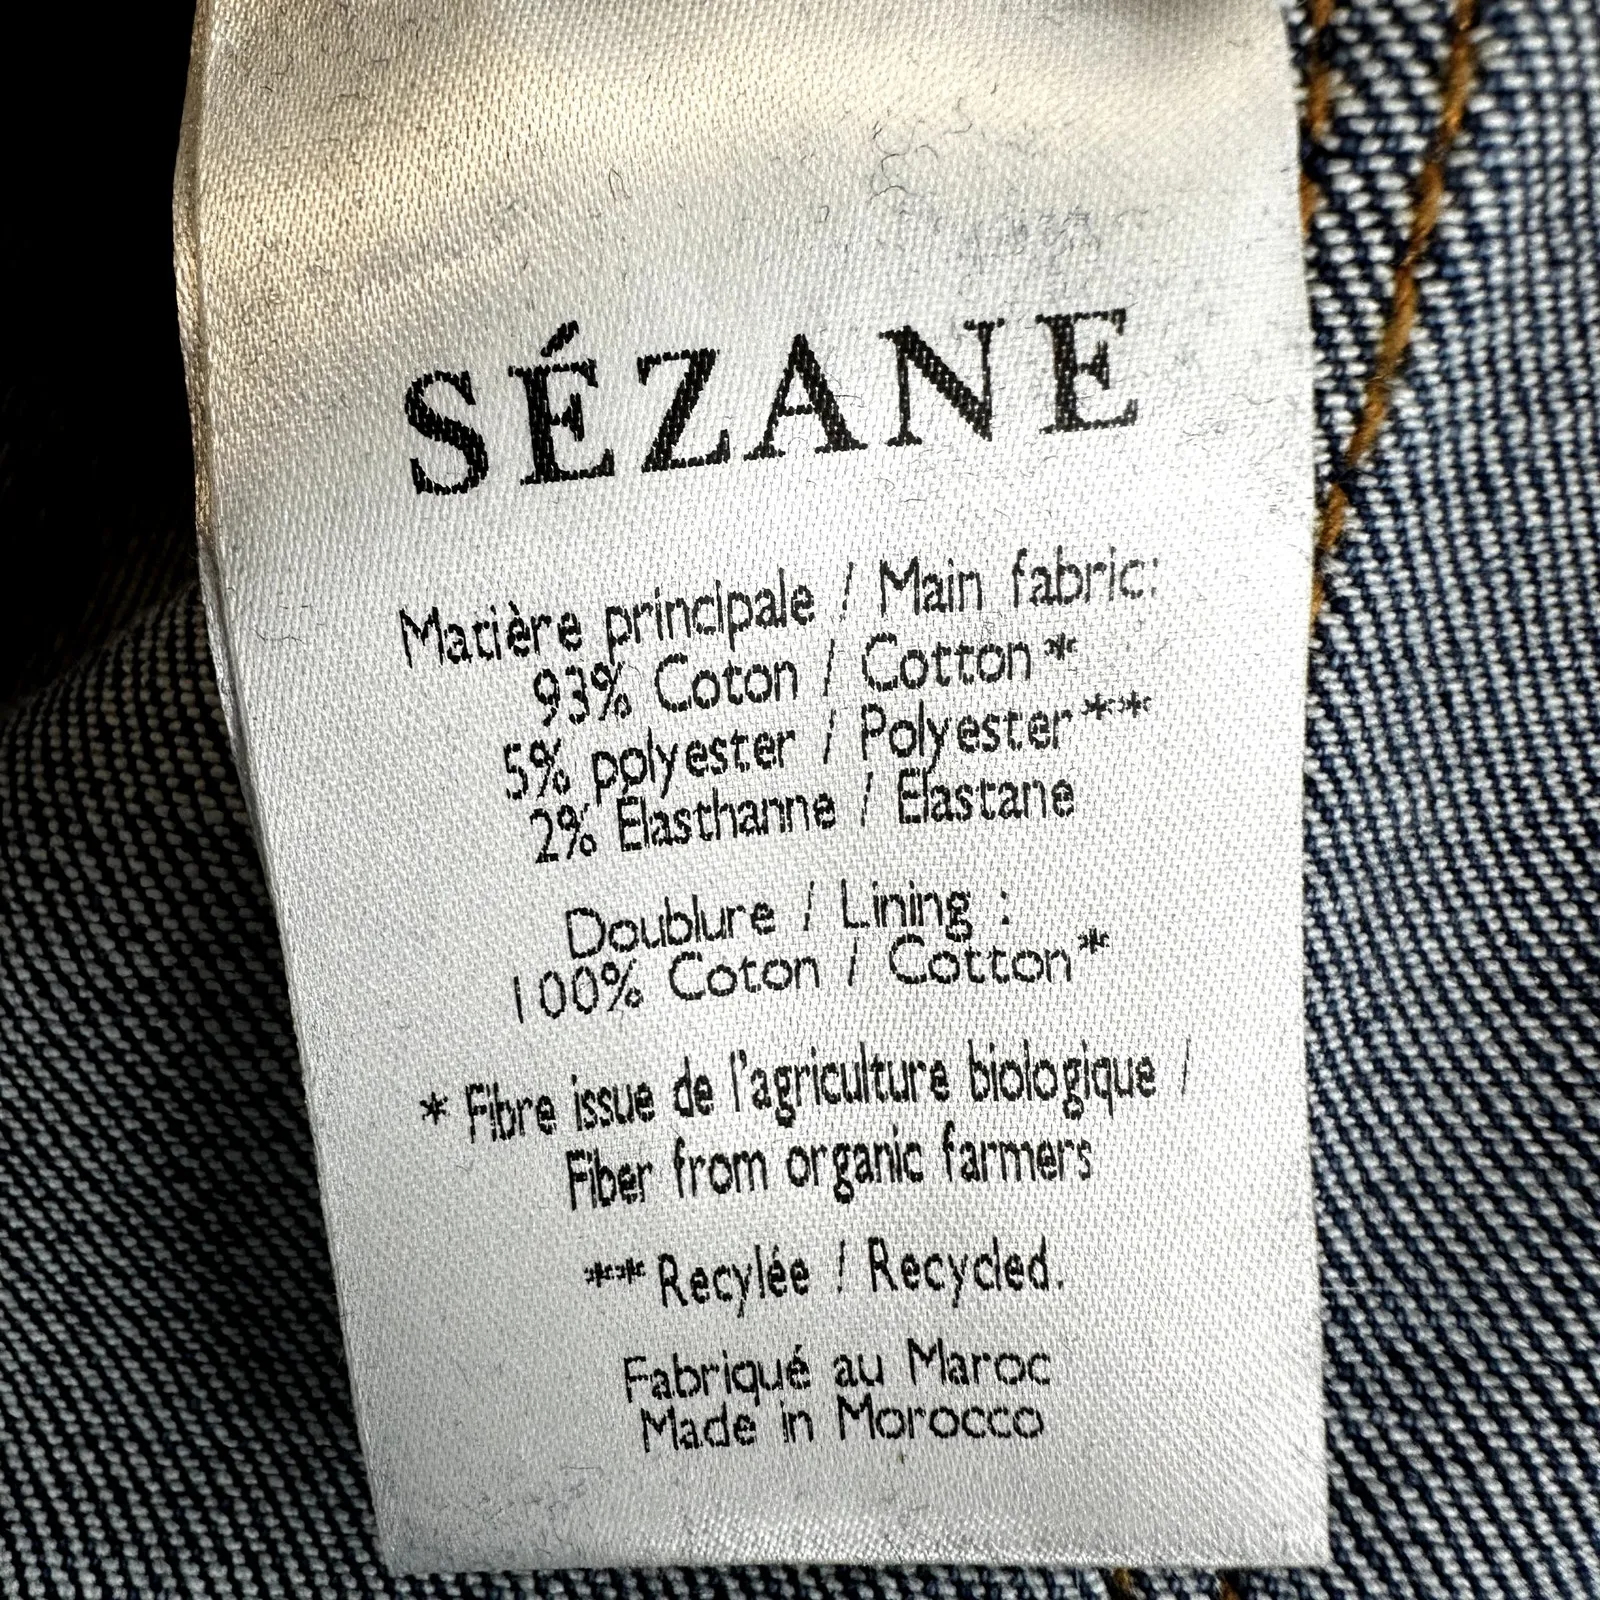 SÉZANE
Matière principale / Main fabric:
93% Coton / Cotton*
5% polyester / Polyester**
2% Elasthanne / Elastane
Doublure / Lining :
100% Coton / Cotton*
* Fibre issue de l'agriculture biologique /
Fiber from organic farmers
**Recylée / Recycled.
Fabriqué au Maroc
Made in Morocco